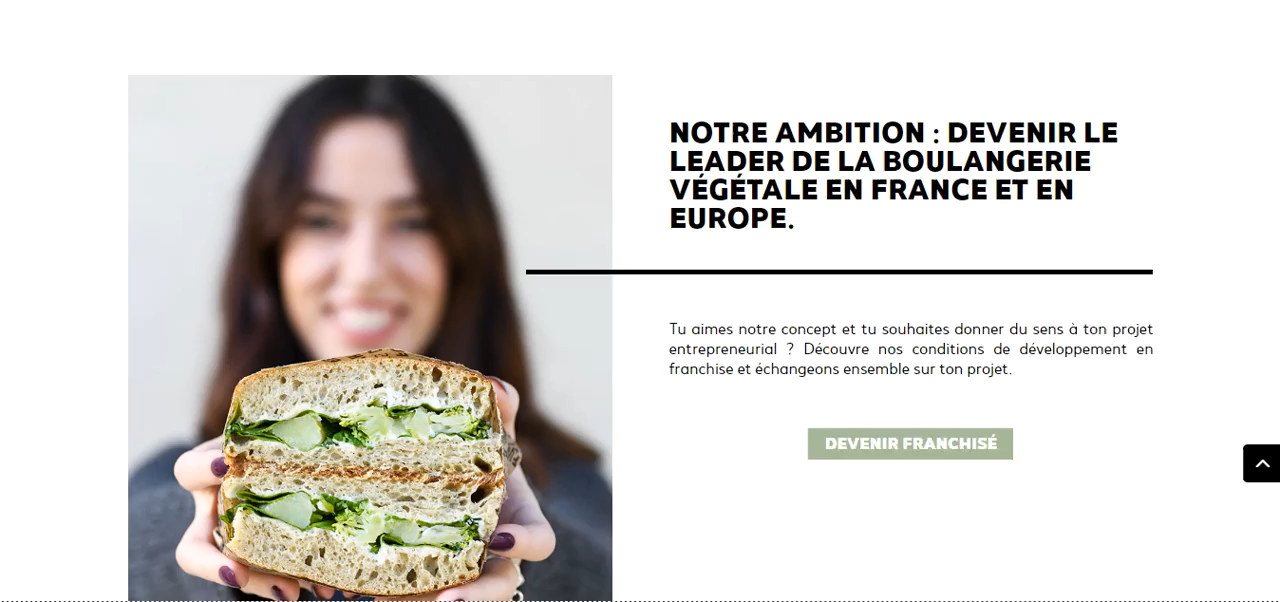 NOTRE AMBITION : DEVENIR LE
LEADER DE LA BOULANGERIE
VÉGÉTALE EN FRANCE ET EN
EUROPE.
Tu aimes notre concept et tu souhaites donner du sens à ton projet
entrepreneurial ? Découvre nos conditions de développement en
franchise et échangeons ensemble sur ton projet.
DEVENIR FRANCHISÉ